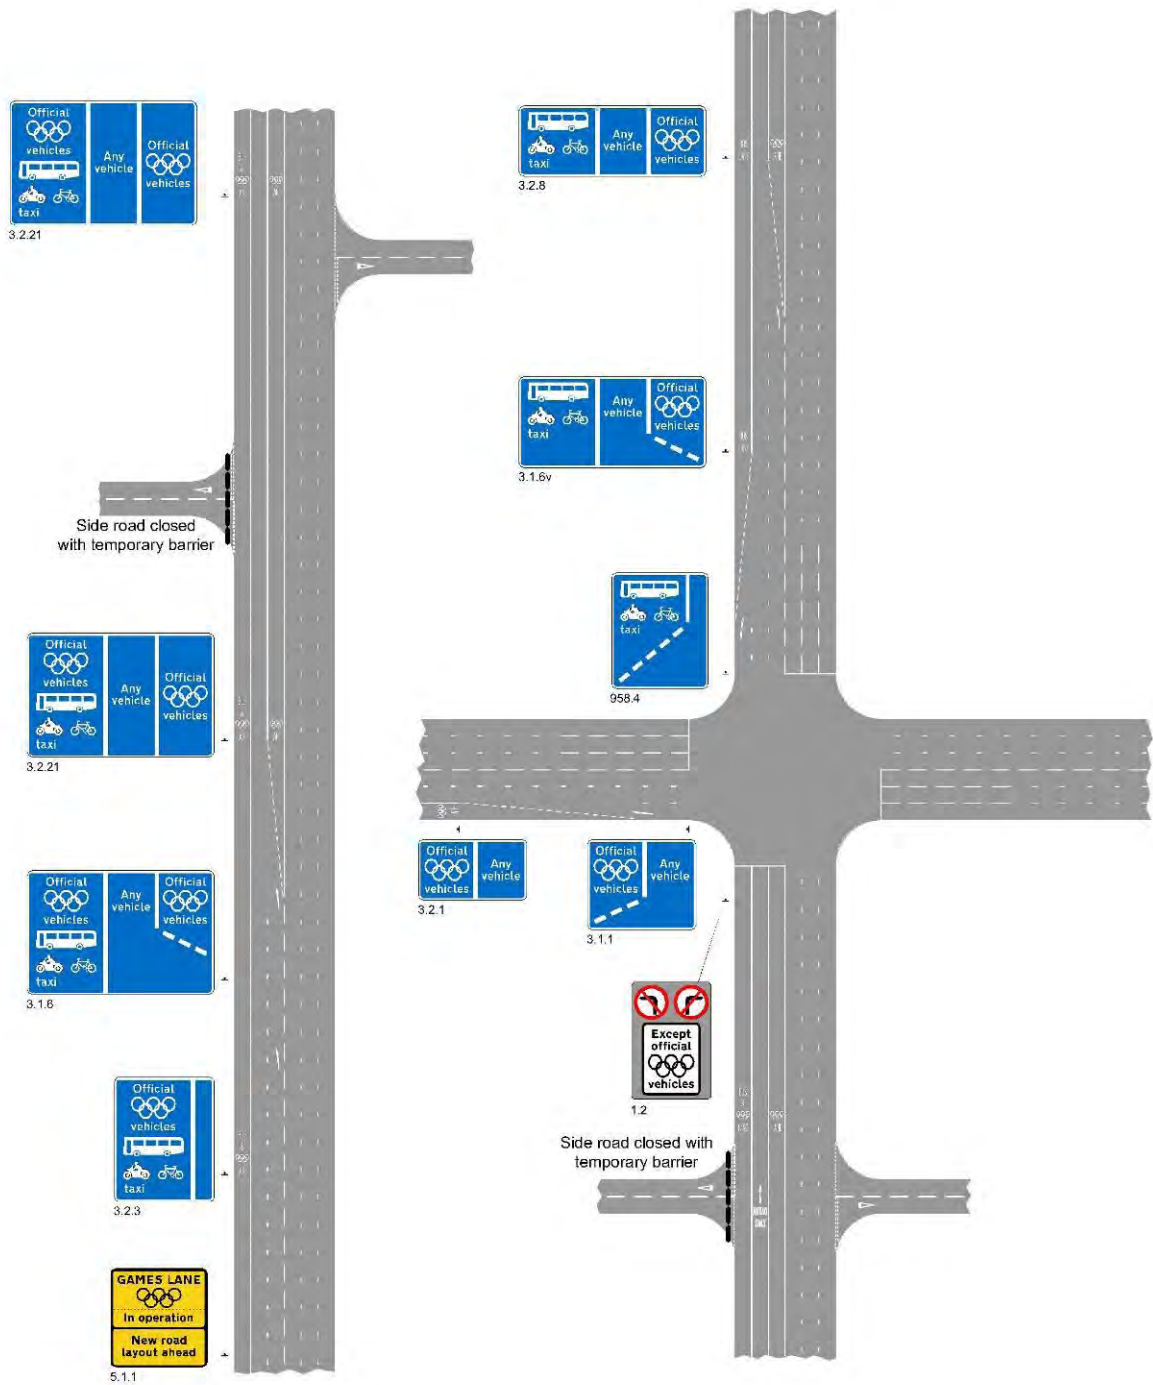 Official
vehicles
taxi
Any
vehicle
Official
vehicles
3.2.21
Side road closed
with temporary barrier
Official
vehicles
taxi
Any
vehicle
Official
vehicles
3.2.21
Official
vehicles
taxi
Any
vehicle
Official
vehicles
3.1.6
Official
vehicles
taxi
3.2.3
GAMES LANE
In operation
New road
layout ahead
5.1.1
taxi
Any
vehicle
Official
vehicles
3.2.8
taxi
Any
vehicle
Official
vehicles
3.1.6v
taxi
958.4
Official
vehicles
Any
vehicle
3.2.1
Official
vehicles
Any
vehicle
3.1.1
Except
official
vehicles
1.2
Side road closed with
temporary barrier